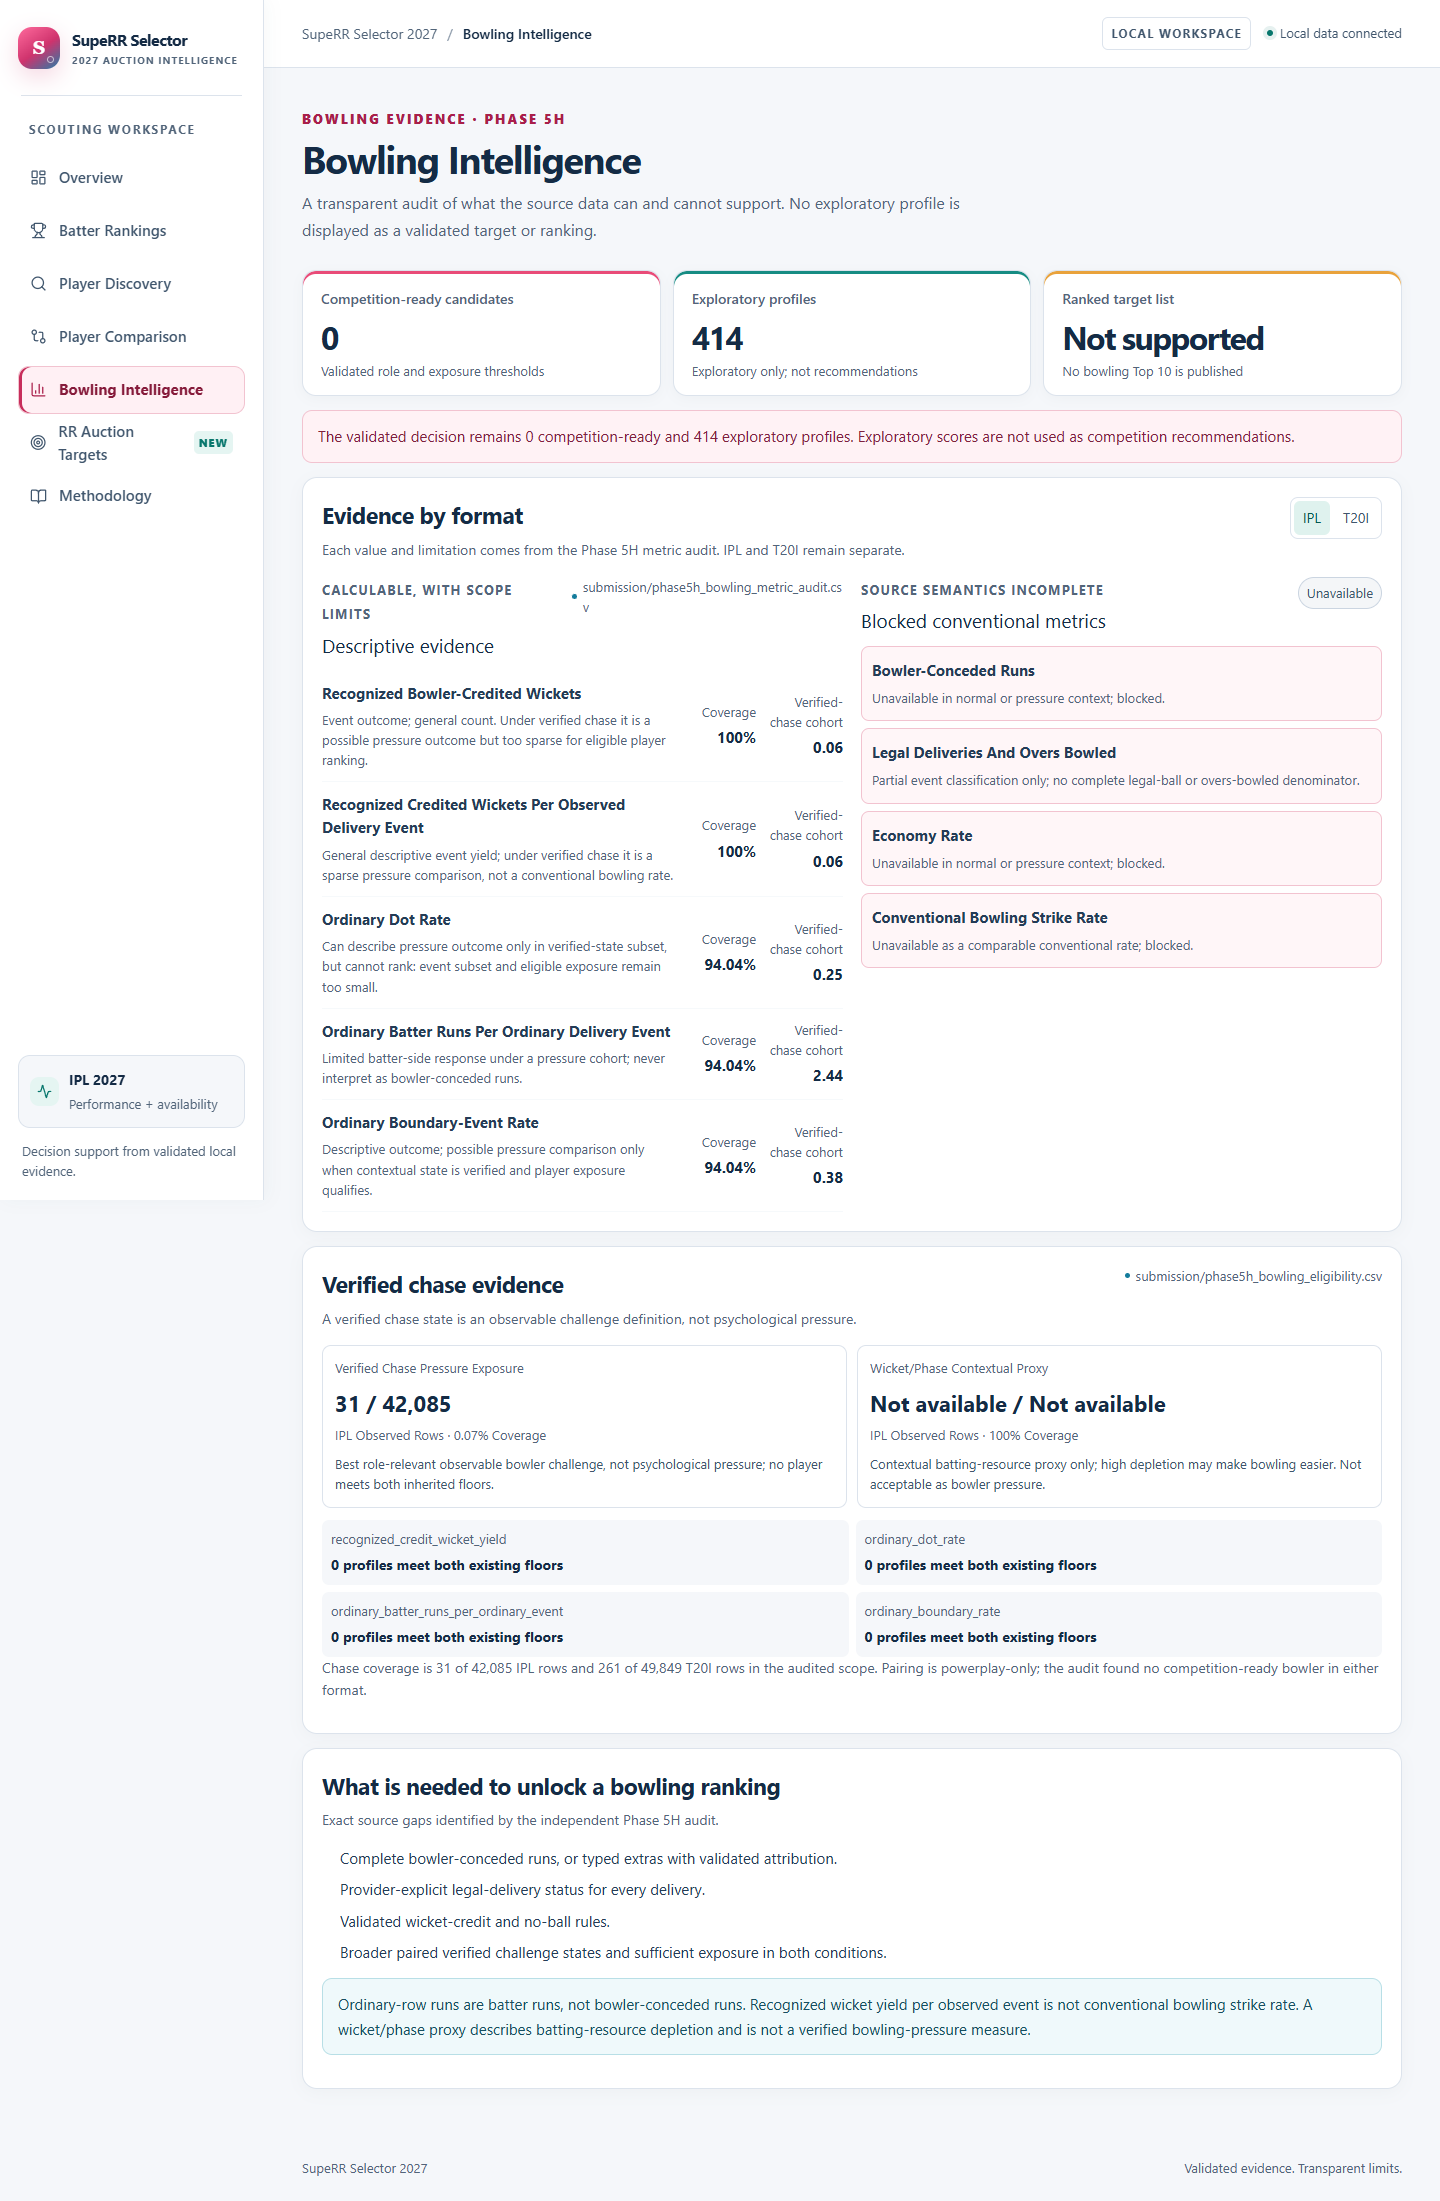 S
SupeRR Selector
2027 AUCTION INTELLIGENCE
SCOUTING WORKSPACE
Overview
Batter Rankings
Player Discovery
Player Comparison
Bowling Intelligence
RR Auction
Targets
NEW
Methodology
IPL 2027
Performance + availability
Decision support from validated local
evidence.
SupeRR Selector 2027 / Bowling Intelligence
LOCAL WORKSPACE
Local data connected
BOWLING EVIDENCE · PHASE 5H
Bowling Intelligence
A transparent audit of what the source data can and cannot support. No exploratory profile is
displayed as a validated target or ranking.
Competition-ready candidates
0
Validated role and exposure thresholds
Exploratory profiles
414
Exploratory only; not recommendations
Ranked target list
Not supported
No bowling Top 10 is published
The validated decision remains 0 competition-ready and 414 exploratory profiles. Exploratory scores are not used as competition recommendations.
Evidence by format
IPL T20I
Each value and limitation comes from the Phase 5H metric audit. IPL and T20I remain separate.
CALCULABLE, WITH SCOPE
LIMITS
submission/phase5h_bowling_metric_audit.cs
v
Descriptive evidence
Recognized Bowler-Credited Wickets
Event outcome; general count. Under verified chase it is a
possible pressure outcome but too sparse for eligible player
ranking.
Coverage
100%
Verified-
chase cohort
0.06
Recognized Credited Wickets Per Observed
Delivery Event
General descriptive event yield; under verified chase it is a
sparse pressure comparison, not a conventional bowling rate.
Coverage
100%
Verified-
chase cohort
0.06
Ordinary Dot Rate
Can describe pressure outcome only in verified-state subset,
but cannot rank: event subset and eligible exposure remain
too small.
Coverage
94.04%
Verified-
chase cohort
0.25
Ordinary Batter Runs Per Ordinary Delivery Event
Limited batter-side response under a pressure cohort; never
interpret as bowler-conceded runs.
Coverage
94.04%
Verified-
chase cohort
2.44
Ordinary Boundary-Event Rate
Descriptive outcome; possible pressure comparison only
when contextual state is verified and player exposure
qualifies.
Coverage
94.04%
Verified-
chase cohort
0.38
SOURCE SEMANTICS INCOMPLETE
Unavailable
Blocked conventional metrics
Bowler-Conceded Runs
Unavailable in normal or pressure context; blocked.
Legal Deliveries And Overs Bowled
Partial event classification only; no complete legal-ball or overs-bowled denominator.
Economy Rate
Unavailable in normal or pressure context; blocked.
Conventional Bowling Strike Rate
Unavailable as a comparable conventional rate; blocked.
Verified chase evidence
submission/phase5h_bowling_eligibility.csv
A verified chase state is an observable challenge definition, not psychological pressure.
Verified Chase Pressure Exposure
31 / 42,085
IPL Observed Rows · 0.07% Coverage
Best role-relevant observable bowler challenge, not psychological pressure; no player
meets both inherited floors.
Wicket/Phase Contextual Proxy
Not available / Not available
IPL Observed Rows · 100% Coverage
Contextual batting-resource proxy only; high depletion may make bowling easier. Not
acceptable as bowler pressure.
recognized_credit_wicket_yield
0 profiles meet both existing floors
ordinary_dot_rate
0 profiles meet both existing floors
ordinary_batter_runs_per_ordinary_event
0 profiles meet both existing floors
ordinary_boundary_rate
0 profiles meet both existing floors
Chase coverage is 31 of 42,085 IPL rows and 261 of 49,849 T20I rows in the audited scope. Pairing is powerplay-only; the audit found no competition-ready bowler in either
format.
What is needed to unlock a bowling ranking
Exact source gaps identified by the independent Phase 5H audit.
Complete bowler-conceded runs, or typed extras with validated attribution.
Provider-explicit legal-delivery status for every delivery.
Validated wicket-credit and no-ball rules.
Broader paired verified challenge states and sufficient exposure in both conditions.
Ordinary-row runs are batter runs, not bowler-conceded runs. Recognized wicket yield per observed event is not conventional bowling strike rate. A
wicket/phase proxy describes batting-resource depletion and is not a verified bowling-pressure measure.
SupeRR Selector 2027
Validated evidence. Transparent limits.